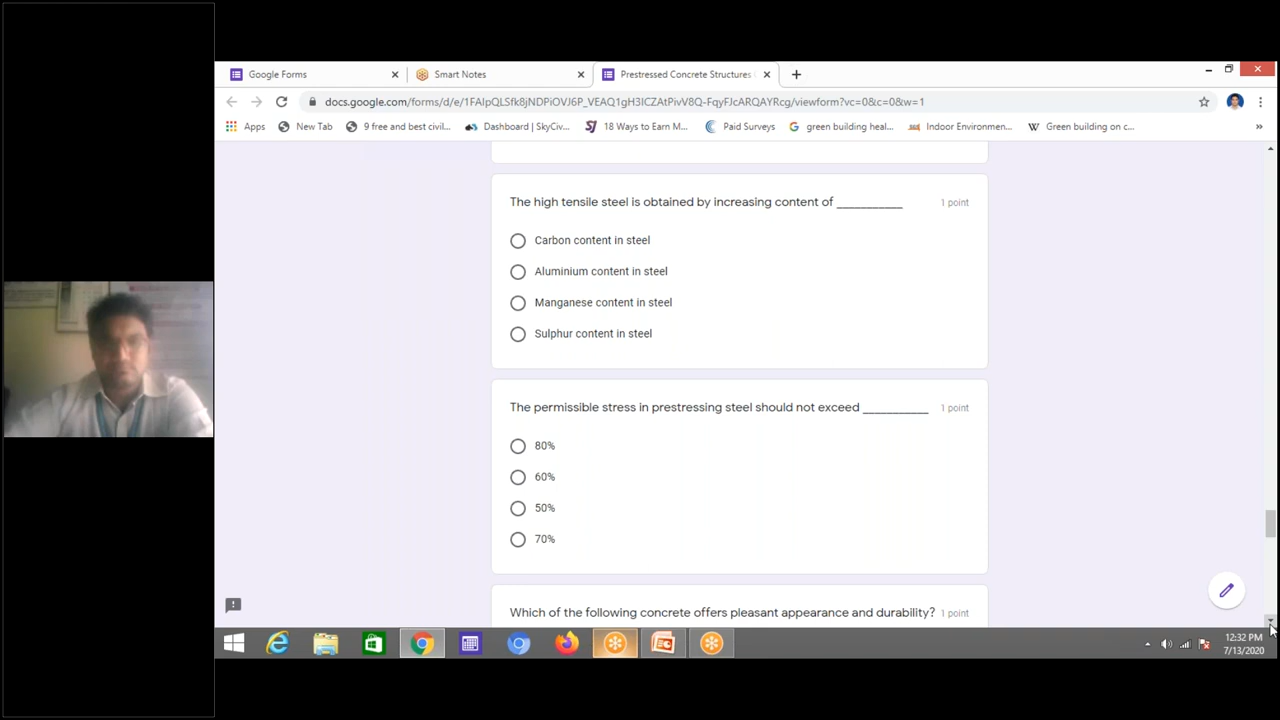 Google Forms
Smart Notes
Prestressed Concrete Structures
docs.google.com/forms/d/e/1FAIpQLSfk8jNDPiOVJ6P_VEAQ1gH3ICZAtPivV8Q-FqyFJcARQAYRcg/viewform?vc=0&c=0&w=1
Apps New Tab 9 free and best civil... Dashboard | SkyCiv... 18 Ways to Earn M... Paid Surveys green building heal... Indoor Environmen... Green building on c... »
The high tensile steel is obtained by increasing content of ___________ 1 point
Carbon content in steel
Aluminium content in steel
Manganese content in steel
Sulphur content in steel
The permissible stress in prestressing steel should not exceed ___________ 1 point
80%
60%
50%
70%
Which of the following concrete offers pleasant appearance and durability? 1 point
12:32 PM
7/13/2020